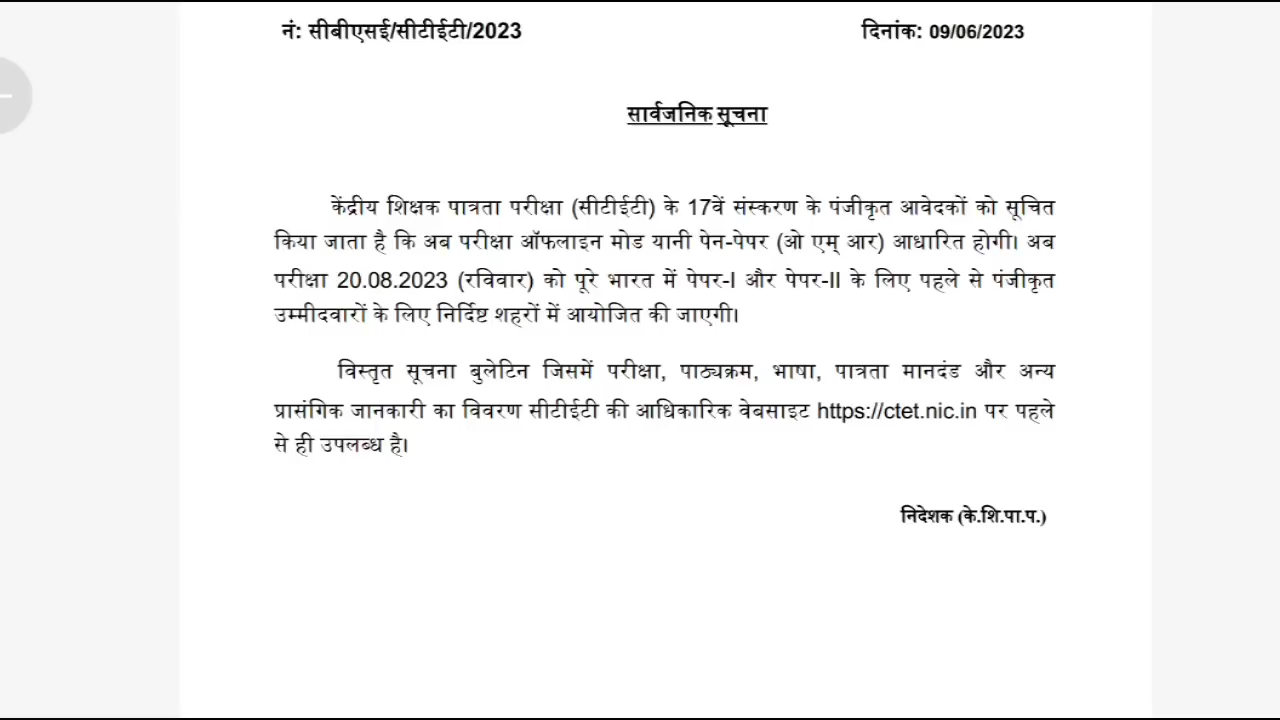 नं: सीबीएसई/सीटीईटी/2023 दिनांक: 09/06/2023
सार्वजनिक सूचना
केंद्रीय शिक्षक पात्रता परीक्षा (सीटीईटी) के 17वें संस्करण के पंजीकृत आवेदकों को सूचित
किया जाता है कि अब परीक्षा ऑफलाइन मोड यानी पेन-पेपर (ओ एम् आर) आधारित होगी। अब
परीक्षा 20.08.2023 (रविवार) को पूरे भारत में पेपर-I और पेपर-II के लिए पहले से पंजीकृत
उम्मीदवारों के लिए निर्दिष्ट शहरों में आयोजित की जाएगी।
विस्तृत सूचना बुलेटिन जिसमें परीक्षा, पाठ्यक्रम, भाषा, पात्रता मानदंड और अन्य
प्रासंगिक जानकारी का विवरण सीटीईटी की आधिकारिक वेबसाइट https://ctet.nic.in पर पहले
से ही उपलब्ध है।
निदेशक (के.शि.पा.प.)